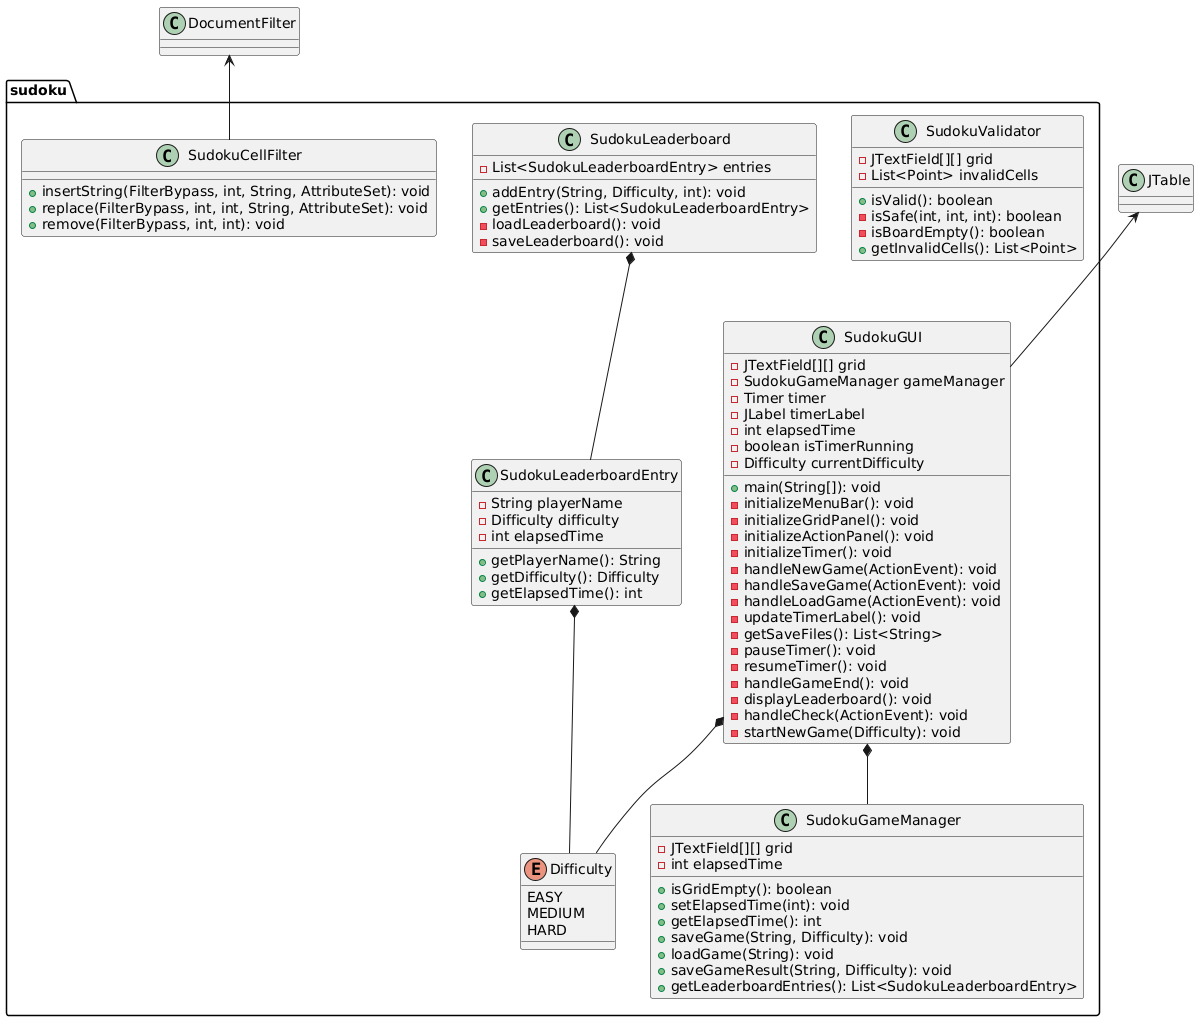 C DocumentFilter
sudoku
C SudokuCellFilter
insertString(FilterBypass, int, String, AttributeSet): void
replace(FilterBypass, int, int, String, AttributeSet): void
remove(FilterBypass, int, int): void
C SudokuLeaderboard
List<SudokuLeaderboardEntry> entries
addEntry(String, Difficulty, int): void
getEntries(): List<SudokuLeaderboardEntry>
loadLeaderboard(): void
saveLeaderboard(): void
C SudokuValidator
JTextField[][] grid
List<Point> invalidCells
isValid(): boolean
isSafe(int, int, int): boolean
isBoardEmpty(): boolean
getInvalidCells(): List<Point>
C JTable
C SudokuGUI
JTextField[][] grid
SudokuGameManager gameManager
Timer timer
JLabel timerLabel
int elapsedTime
boolean isTimerRunning
Difficulty currentDifficulty
main(String[]): void
initializeMenuBar(): void
initializeGridPanel(): void
initializeActionPanel(): void
initializeTimer(): void
handleNewGame(ActionEvent): void
handleSaveGame(ActionEvent): void
handleLoadGame(ActionEvent): void
updateTimerLabel(): void
getSaveFiles(): List<String>
pauseTimer(): void
resumeTimer(): void
handleGameEnd(): void
displayLeaderboard(): void
handleCheck(ActionEvent): void
startNewGame(Difficulty): void
C SudokuLeaderboardEntry
String playerName
Difficulty difficulty
int elapsedTime
getPlayerName(): String
getDifficulty(): Difficulty
getElapsedTime(): int
E Difficulty
EASY
MEDIUM
HARD
C SudokuGameManager
JTextField[][] grid
int elapsedTime
isGridEmpty(): boolean
setElapsedTime(int): void
getElapsedTime(): int
saveGame(String, Difficulty): void
loadGame(String): void
saveGameResult(String, Difficulty): void
getLeaderboardEntries(): List<SudokuLeaderboardEntry>